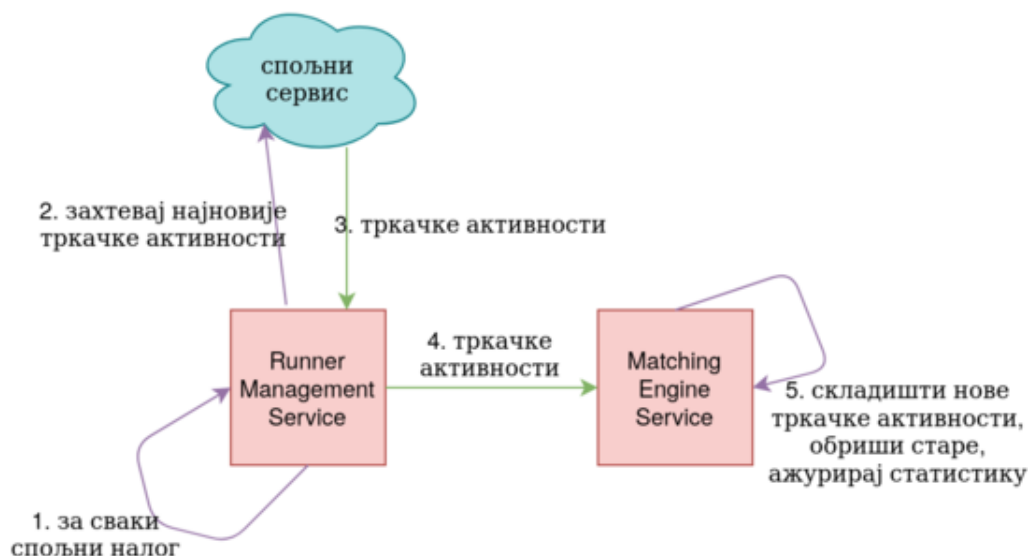 спољни
сервис
2. захтевај најновије
тркачке активности
3. тркачке активности
Runner
Management
Service
4. тркачке
активности
Matching
Engine
Service
5. складишти нове
тркачке активности,
обриши старе,
ажурирај статистику
1. за сваки
спољни налог